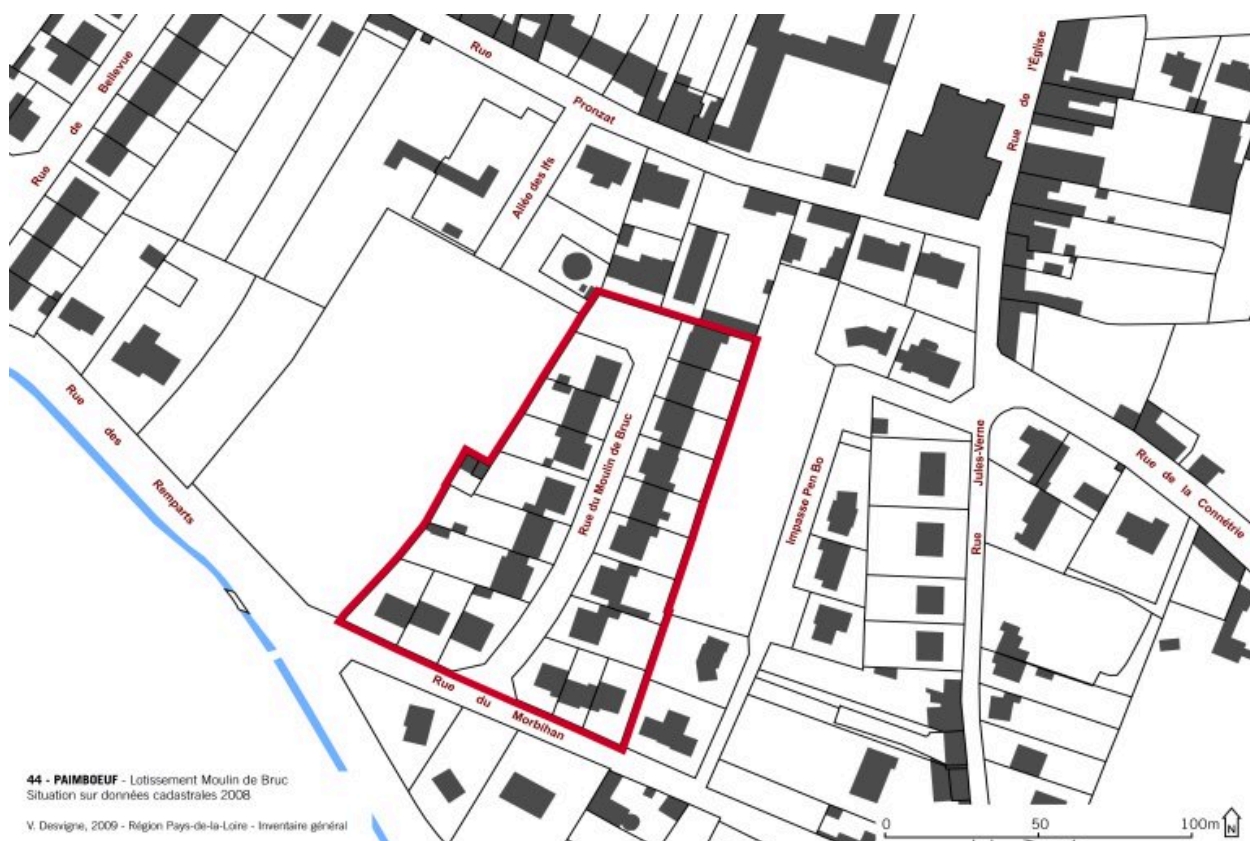 Rue de Bellevue
Rue Pronzat
Rue de l'Église
Allée des Ifs
Rue des Remparts
Rue du Moulin de Bruc
Impasse Pen Bo
Rue Jules-Verne
Rue de la Connétrie
Rue du Morbihan
44 - PAIMBOEUF - Lotissement Moulin de Bruc
Situation sur données cadastrales 2008
V. Desvigne, 2009 - Région Pays-de-la-Loire - Inventaire général
0 50 100m N